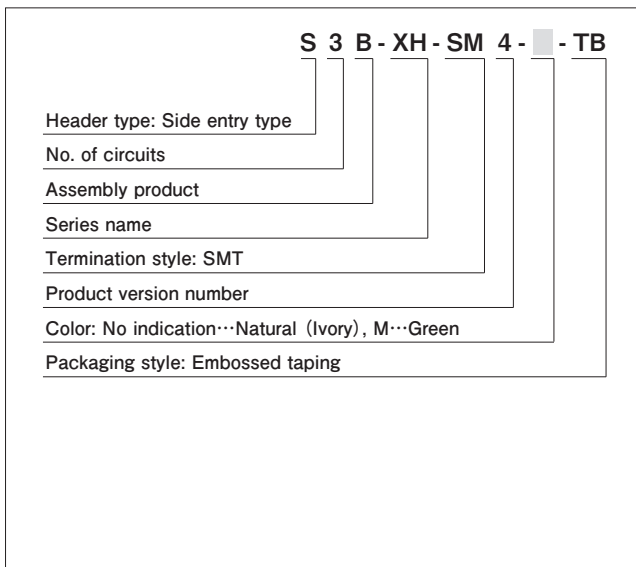 S 3 B - XH - SM 4 - - TB
Header type: Side entry type
No. of circuits
Assembly product
Series name
Termination style: SMT
Product version number
Color: No indication···Natural (Ivory), M···Green
Packaging style: Embossed taping